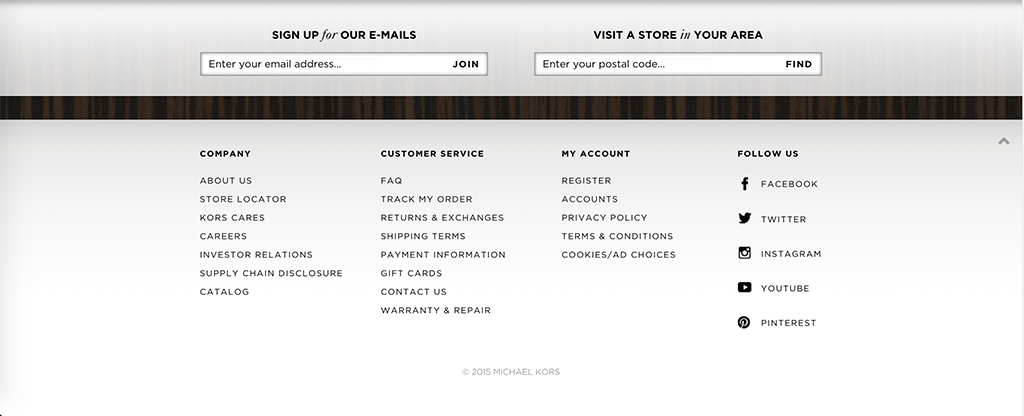 SIGN UP for OUR E-MAILS
Enter your email address...
JOIN
VISIT A STORE in YOUR AREA
Enter your postal code...
FIND
COMPANY
ABOUT US
STORE LOCATOR
KORS CARES
CAREERS
INVESTOR RELATIONS
SUPPLY CHAIN DISCLOSURE
CATALOG
CUSTOMER SERVICE
FAQ
TRACK MY ORDER
RETURNS & EXCHANGES
SHIPPING TERMS
PAYMENT INFORMATION
GIFT CARDS
CONTACT US
WARRANTY & REPAIR
MY ACCOUNT
REGISTER
ACCOUNTS
PRIVACY POLICY
TERMS & CONDITIONS
COOKIES/AD CHOICES
FOLLOW US
FACEBOOK
TWITTER
INSTAGRAM
YOUTUBE
PINTEREST
© 2015 MICHAEL KORS